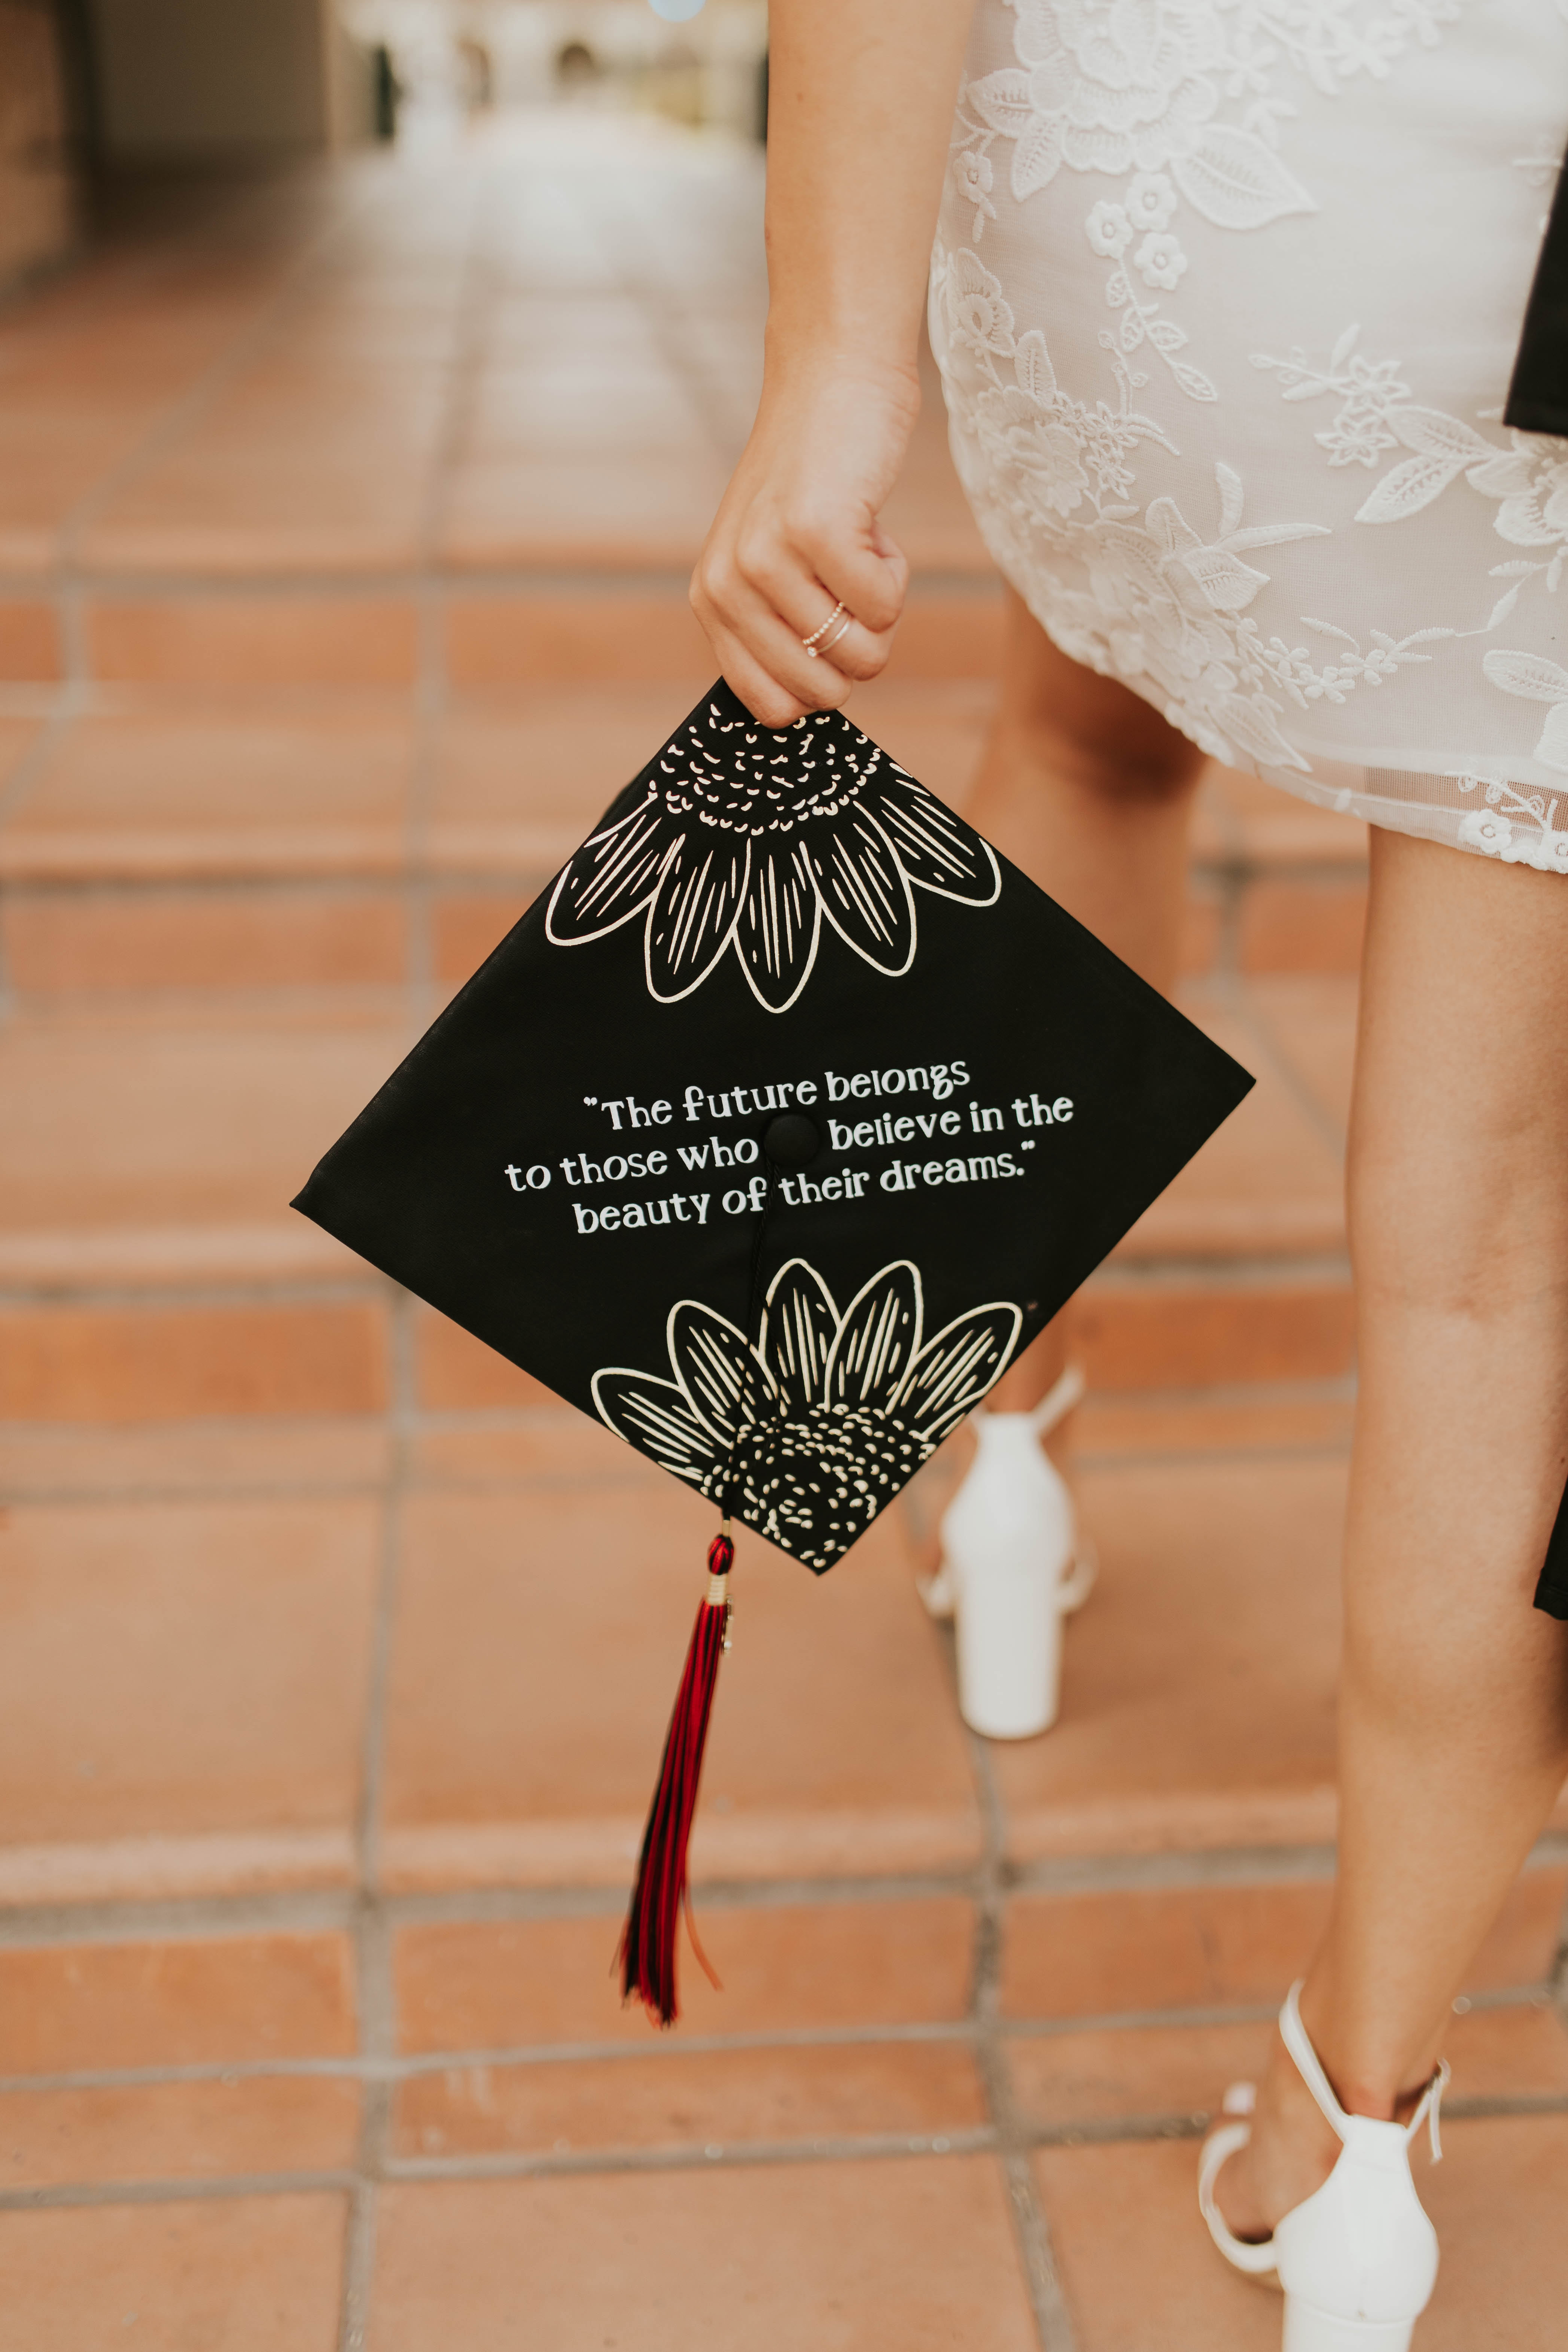 "The future belongs
to those who believe in the
beauty of their dreams."